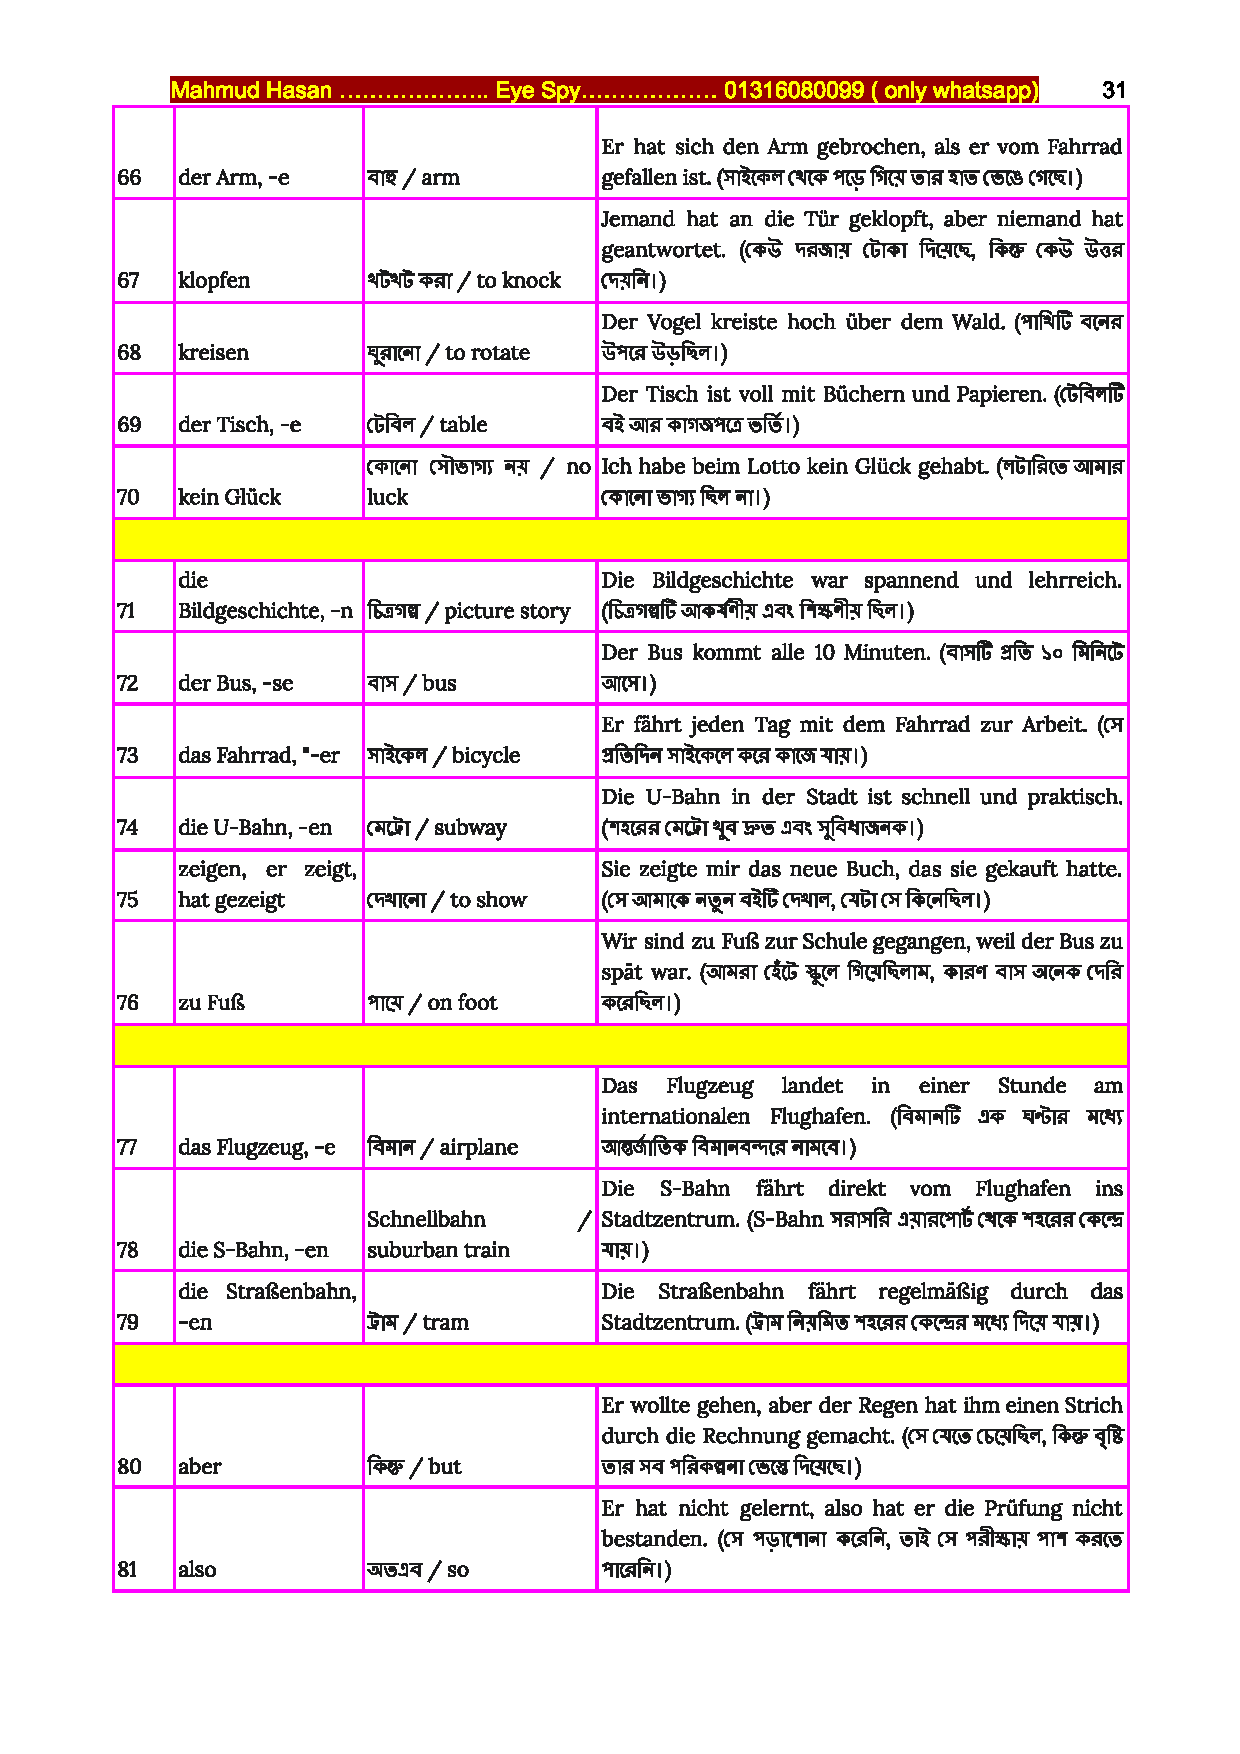 Mahmud Hasan ……………….. Eye Spy……………… 01316080099 ( only whatsapp) 31
Er hat sich den Arm gebrochen, als er vom Fahrrad
66 der Arm, -e বাহু / arm gefallen ist. (সাইকেল থেকে পড়ে গিয়ে তার হাত ভেঙে গেছে।)
Jemand hat an die Tür geklopft, aber niemand hat
geantwortet. (কেউ দরজায় টোকা দিয়েছে, কিন্তু কেউ উত্তর
67 klopfen খটখট করা / to knock দেয়নি।)
Der Vogel kreiste hoch über dem Wald. (পাখিটি বনের
68 kreisen ঘুরানো / to rotate উপরে উড়ছিল।)
Der Tisch ist voll mit Büchern und Papieren. (টেবিলটি
69 der Tisch, -e টেবিল / table বই আর কাগজপত্রে ভর্তি।)
কোনো সৌভাগ্য নয় / no Ich habe beim Lotto kein Glück gehabt. (লটারিতে আমার
70 kein Glück luck কোনো ভাগ্য ছিল না।)
die Die Bildgeschichte war spannend und lehrreich.
71 Bildgeschichte, -n চিত্রগল্প / picture story (চিত্রগল্পটি আকর্ষণীয় এবং শিক্ষণীয় ছিল।)
Der Bus kommt alle 10 Minuten. (বাসটি প্রতি ১০ মিনিটে
72 der Bus, -se বাস / bus আসে।)
Er fährt jeden Tag mit dem Fahrrad zur Arbeit. (সে
73 das Fahrrad, "-er সাইকেল / bicycle প্রতিদিন সাইকেলে করে কাজে যায়।)
Die U-Bahn in der Stadt ist schnell und praktisch.
74 die U-Bahn, -en মেট্রো / subway (শহরের মেট্রো খুব দ্রুত এবং সুবিধাজনক।)
zeigen, er zeigt, Sie zeigte mir das neue Buch, das sie gekauft hatte.
75 hat gezeigt দেখানো / to show (সে আমাকে নতুন বইটি দেখাল, যেটা সে কিনেছিল।)
Wir sind zu Fuß zur Schule gegangen, weil der Bus zu
spät war. (আমরা হেঁটে স্কুলে গিয়েছিলাম, কারণ বাস অনেক দেরি
76 zu Fuß পায়ে / on foot করেছিল।)
Das Flugzeug landet in einer Stunde am
internationalen Flughafen. (বিমানটি এক ঘণ্টার মধ্যে
77 das Flugzeug, -e বিমান / airplane আন্তর্জাতিক বিমানবন্দরে নামবে।)
Die S-Bahn fährt direkt vom Flughafen ins
Schnellbahn / Stadtzentrum. (S-Bahn সরাসরি এয়ারপোর্ট থেকে শহরের কেন্দ্রে
78 die S-Bahn, -en suburban train যায়।)
die Straßenbahn, Die Straßenbahn fährt regelmäßig durch das
79 -en ট্রাম / tram Stadtzentrum. (ট্রাম নিয়মিত শহরের কেন্দ্রের মধ্যে দিয়ে যায়।)
Er wollte gehen, aber der Regen hat ihm einen Strich
durch die Rechnung gemacht. (সে যেতে চেয়েছিল, কিন্তু বৃষ্টি
80 aber কিন্তু / but তার সব পরিকল্পনা ভেস্তে দিয়েছে।)
Er hat nicht gelernt, also hat er die Prüfung nicht
bestanden. (সে পড়াশোনা করেনি, তাই সে পরীক্ষায় পাশ করতে
81 also অতএব / so পারেনি।)